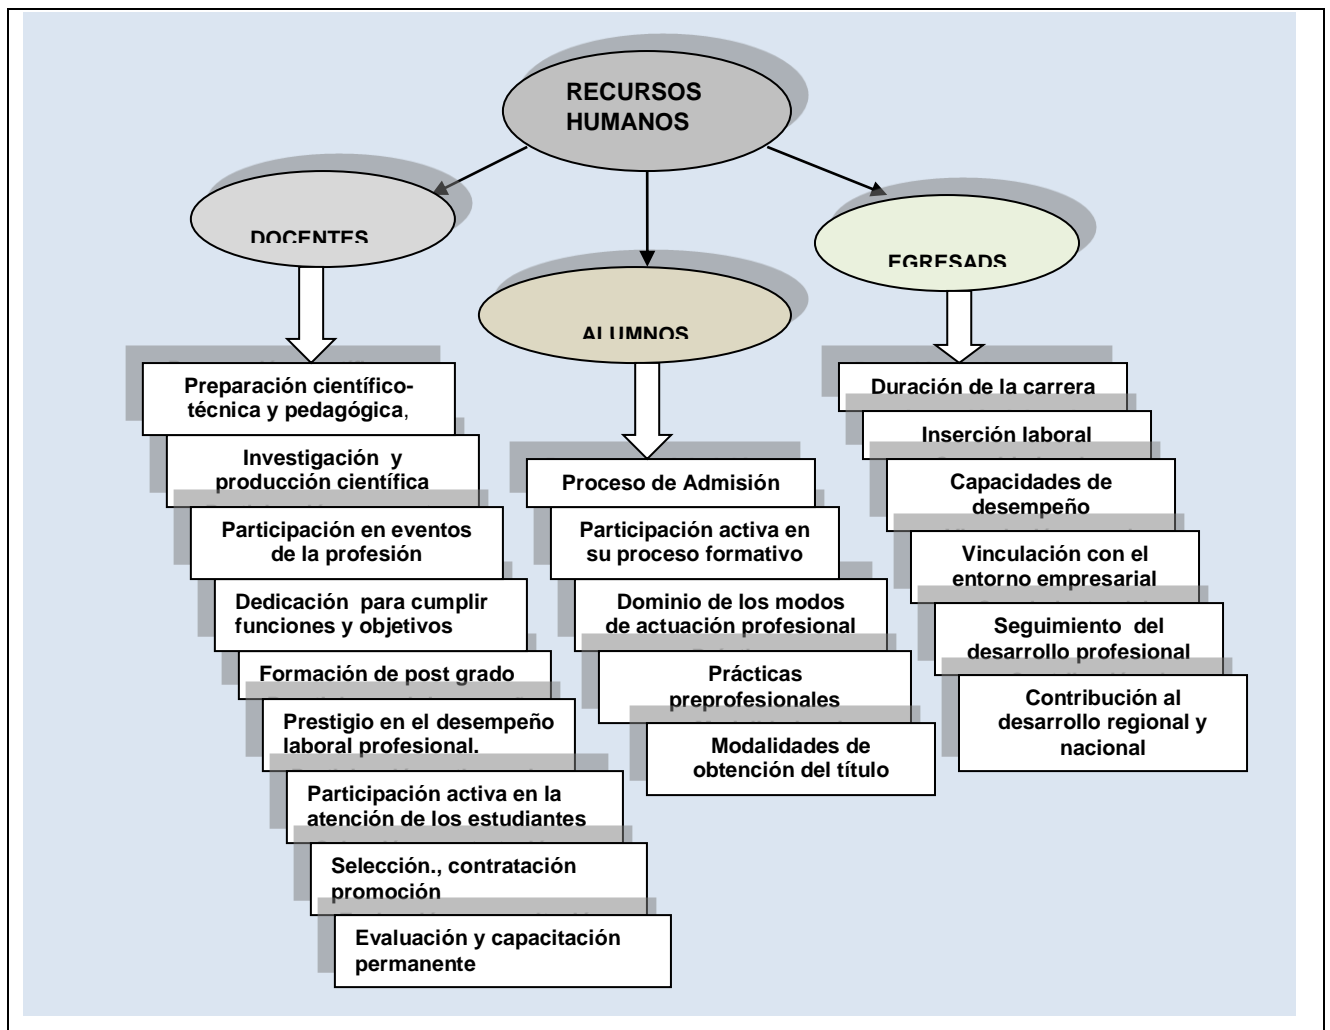 RECURSOS
HUMANOS
DOCENTES
EGRESADS
ALUMNOS
Preparación científico-
técnica y pedagógica,
Investigación y
producción científica
Participación en eventos
de la profesión
Dedicación para cumplir
funciones y objetivos
Formación de post grado
Prestigio en el desempeño
laboral profesional.
Participación activa en la
atención de los estudiantes
Selección., contratación
promoción
Evaluación y capacitación
permanente
Proceso de Admisión
Participación activa en
su proceso formativo
Dominio de los modos
de actuación profesional
Prácticas
preprofesionales
Modalidades de
obtención del título
Duración de la carrera
Inserción laboral
Capacidades de
desempeño
Vinculación con el
entorno empresarial
Seguimiento del
desarrollo profesional
Contribución al
desarrollo regional y
nacional